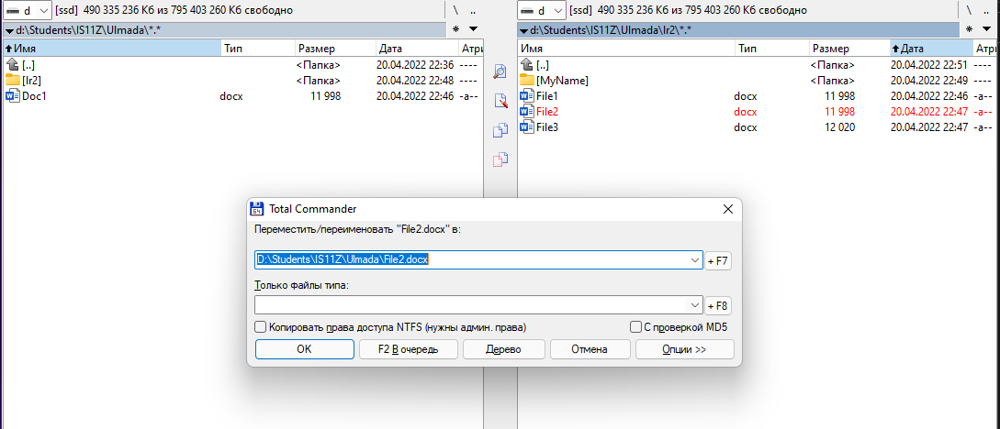 d [ssd] 490 335 236 Кб из 795 403 260 Кб свободно \ ..
d:\Students\IS11Z\Ulmada\*.* * ▼
Имя Тип Размер Дата Атри
[..] <Папка> 20.04.2022 22:36 ----
[lr2] <Папка> 20.04.2022 22:48 ----
Doc1 docx 11 998 20.04.2022 22:46 -a--
d [ssd] 490 335 236 Кб из 795 403 260 Кб свободно \ ..
d:\Students\IS11Z\Ulmada\lr2\*.* * ▼
Имя Тип Размер Дата Атри
[..] <Папка> 20.04.2022 22:51 ----
[MyName] <Папка> 20.04.2022 22:49 ----
File1 docx 11 998 20.04.2022 22:46 -a--
File2 docx 11 998 20.04.2022 22:47 -a--
File3 docx 12 020 20.04.2022 22:47 -a--
64 Total Commander
Переместить/переименовать "File2.docx" в:
D:\Students\IS11Z\Ulmada\File2.docx + F7
Только файлы типа:
+ F8
Копировать права доступа NTFS (нужны админ. права) С проверкой MD5
OK F2 В очередь Дерево Отмена Опции >>